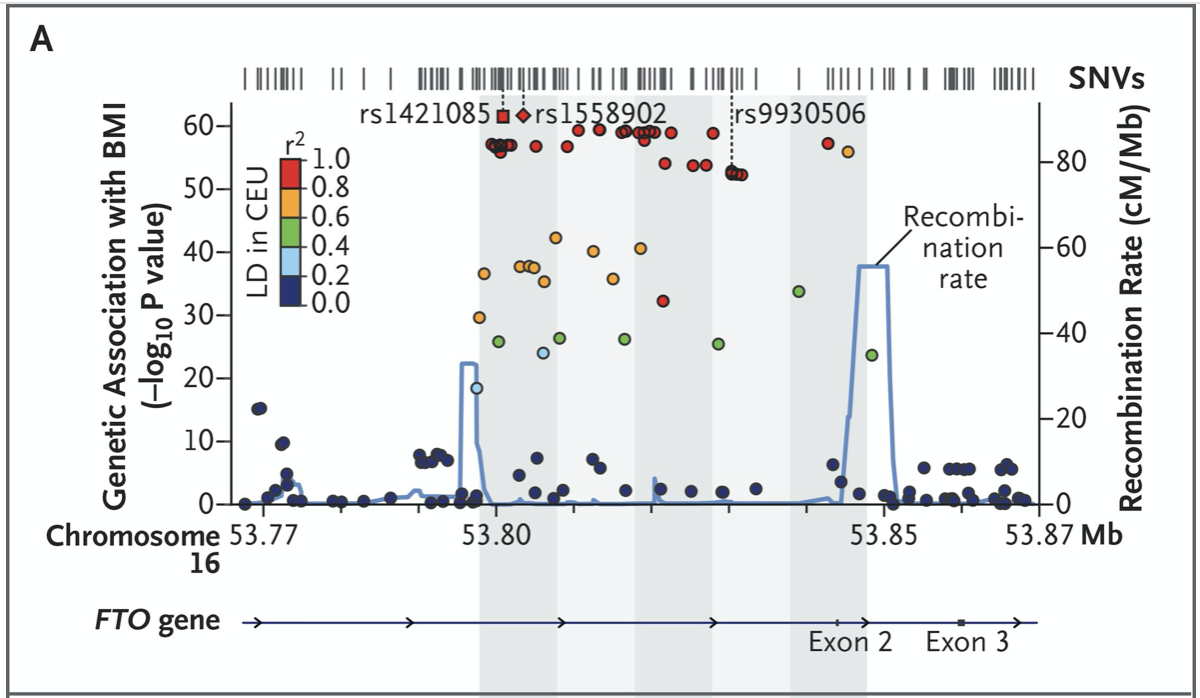 A
SNVs
rs1421085
rs1558902
rs9930506
Genetic Association with BMI
(−log10 P value)
60
50
40
30
20
10
0
LD in CEU
r2
1.0
0.8
0.6
0.4
0.2
0.0
Recombi-
nation
rate
Recombination Rate (cM/Mb)
80
60
40
20
0
Chromosome
16
53.77
53.80
53.85
53.87 Mb
FTO gene
Exon 2
Exon 3